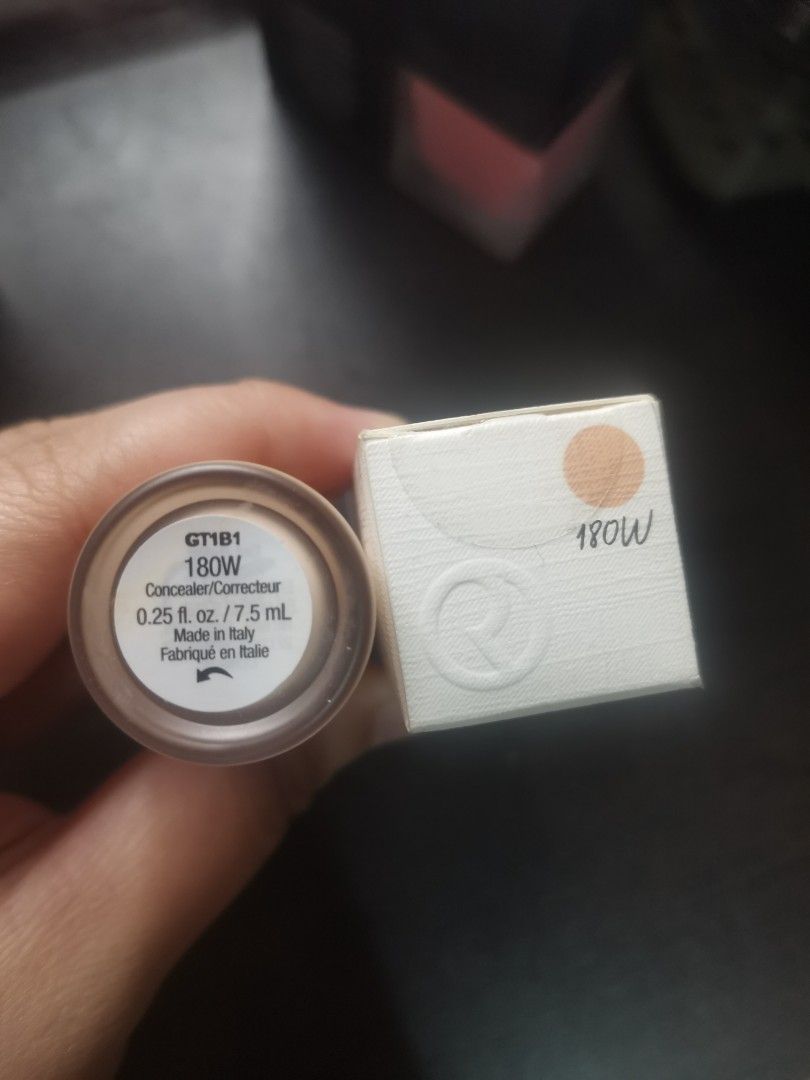 GT1B1
180W
Concealer/Correcteur
0.25 fl. oz. / 7.5 mL
Made in Italy
Fabriqué en Italie
180W